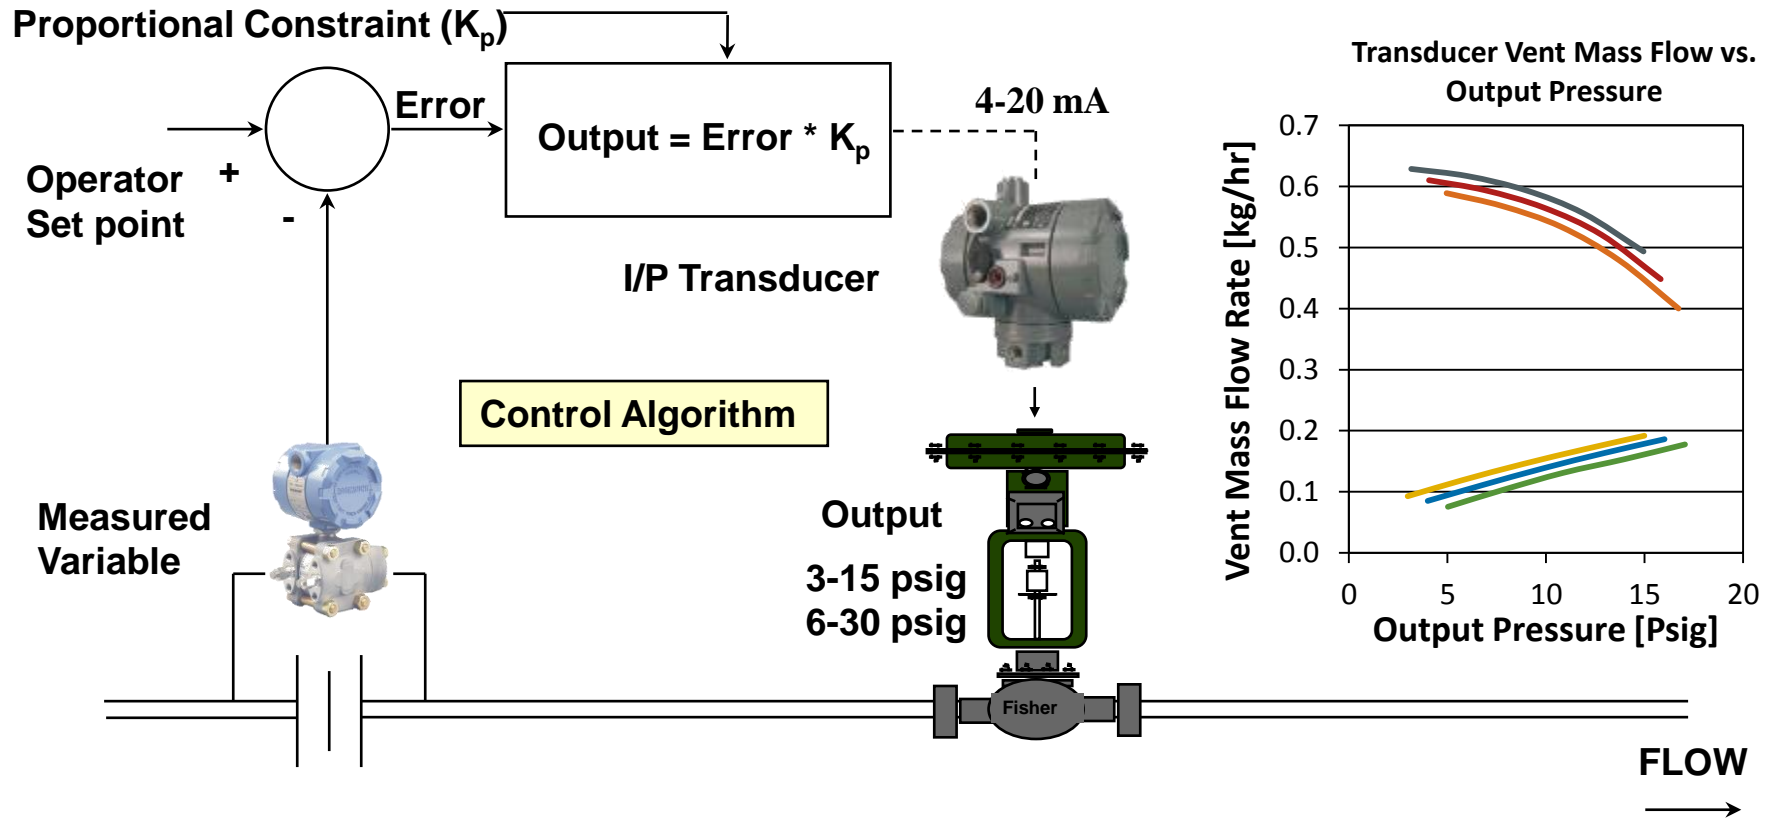 Proportional Constraint (Kp)
Error
Output = Error * Kp
4-20 mA
+
Operator
Set point
-
I/P Transducer
Control Algorithm
Measured
Variable
Output
3-15 psig
6-30 psig
Fisher
FLOW
Transducer Vent Mass Flow vs.
Output Pressure
Vent Mass Flow Rate [kg/hr]
0.7
0.6
0.5
0.4
0.3
0.2
0.1
0.0
0 5 10 15 20
Output Pressure [Psig]